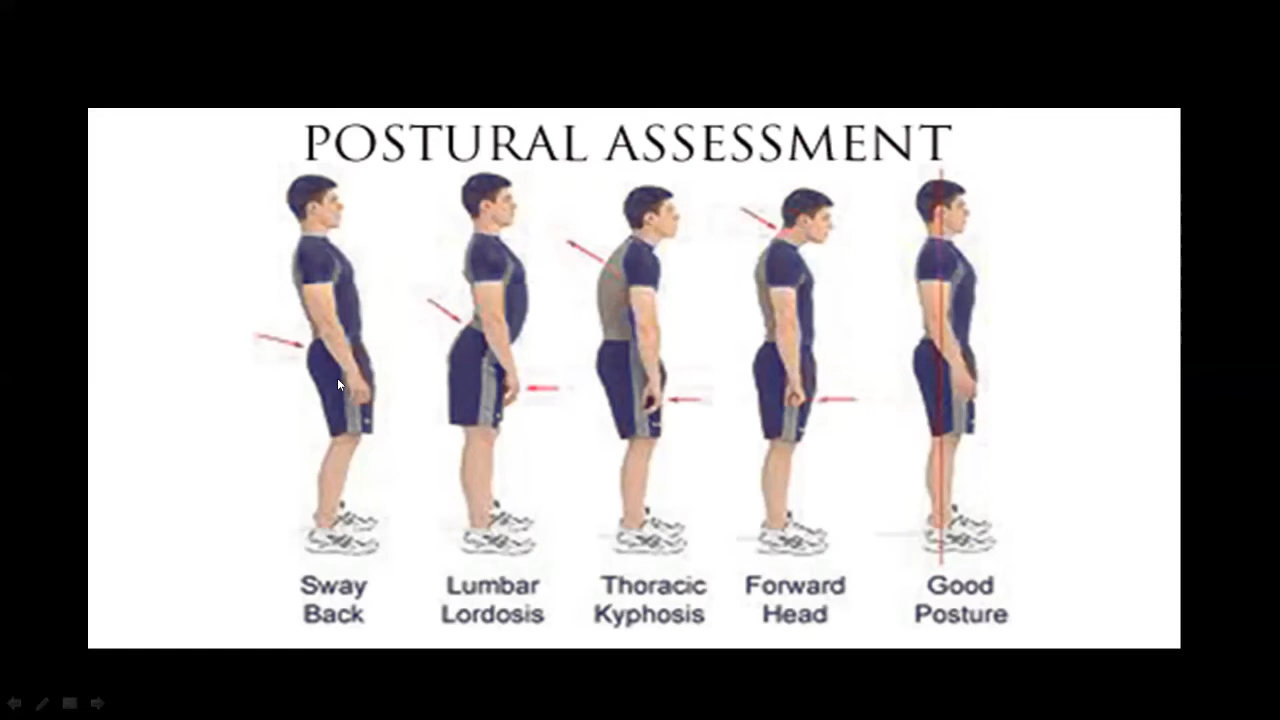 POSTURAL ASSESSMENT
Sway
Back
Lumbar
Lordosis
Thoracic
Kyphosis
Forward
Head
Good
Posture